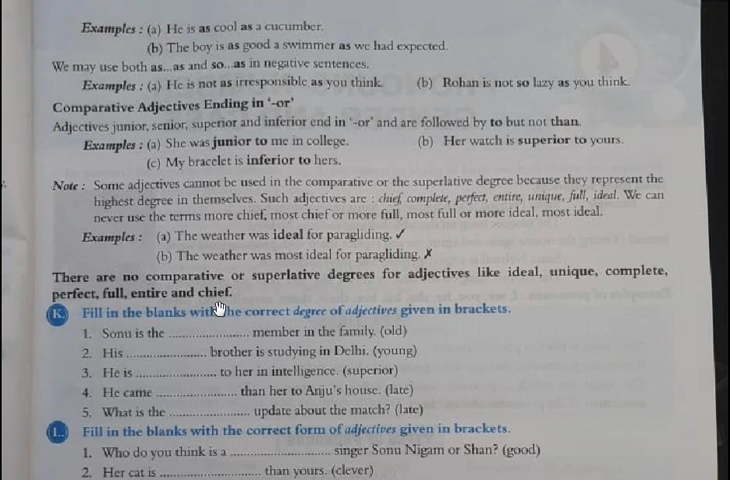 Examples : (a) He is as cool as a cucumber.
(b) The boy is as good a swimmer as we had expected.
We may use both as...as and so...as in negative sentences.
Examples : (a) He is not as irresponsible as you think. (b) Rohan is not so lazy as you think.
Comparative Adjectives Ending in '-or'
Adjectives junior, senior, superior and inferior end in '-or' and are followed by to but not than.
Examples : (a) She was junior to me in college. (b) Her watch is superior to yours.
(c) My bracelet is inferior to hers.
Note : Some adjectives cannot be used in the comparative or the superlative degree because they represent the
highest degree in themselves. Such adjectives are : chief, complete, perfect, entire, unique, full, ideal. We can
never use the terms more chief, most chief or more full, most full or more ideal, most ideal.
Examples : (a) The weather was ideal for paragliding. ✓
(b) The weather was most ideal for paragliding. ✗
There are no comparative or superlative degrees for adjectives like ideal, unique, complete,
perfect, full, entire and chief.
K. Fill in the blanks with the correct degree of adjectives given in brackets.
1. Sonu is the ........................ member in the family. (old)
2. His ........................ brother is studying in Delhi. (young)
3. He is ........................ to her in intelligence. (superior)
4. He came ........................ than her to Anju's house. (late)
5. What is the ........................ update about the match? (late)
L. Fill in the blanks with the correct form of adjectives given in brackets.
1. Who do you think is a ............................... singer Sonu Nigam or Shan? (good)
2. Her cat is ............................... than yours. (clever)